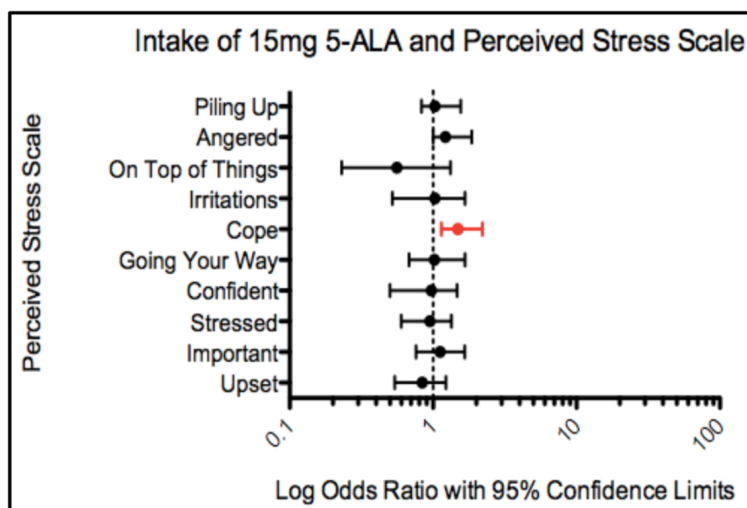 Intake of 15mg 5-ALA and Perceived Stress Scale
Perceived Stress Scale
Piling Up
Angered
On Top of Things
Irritations
Cope
Going Your Way
Confident
Stressed
Important
Upset
0.1
1
10
100
Log Odds Ratio with 95% Confidence Limits